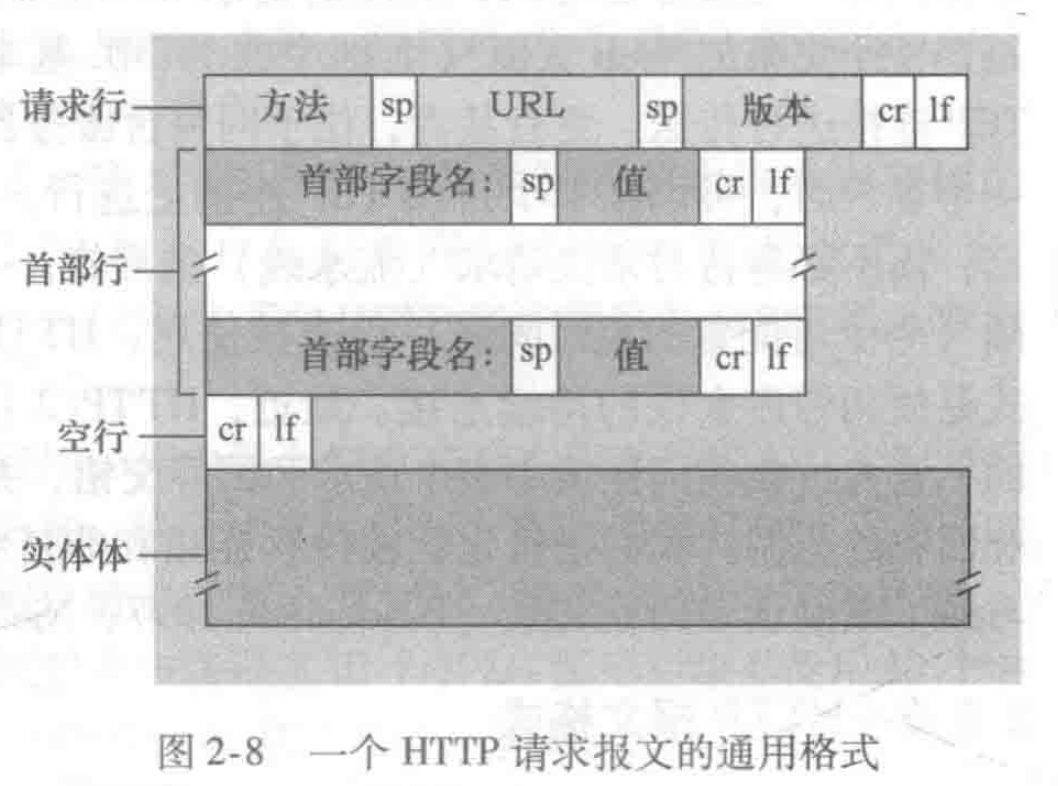 请求行 方法 sp URL sp 版本 cr lf
首部字段名: sp 值 cr lf
首部行
首部字段名: sp 值 cr lf
空行 cr lf
实体体
图 2-8 一个 HTTP 请求报文的通用格式